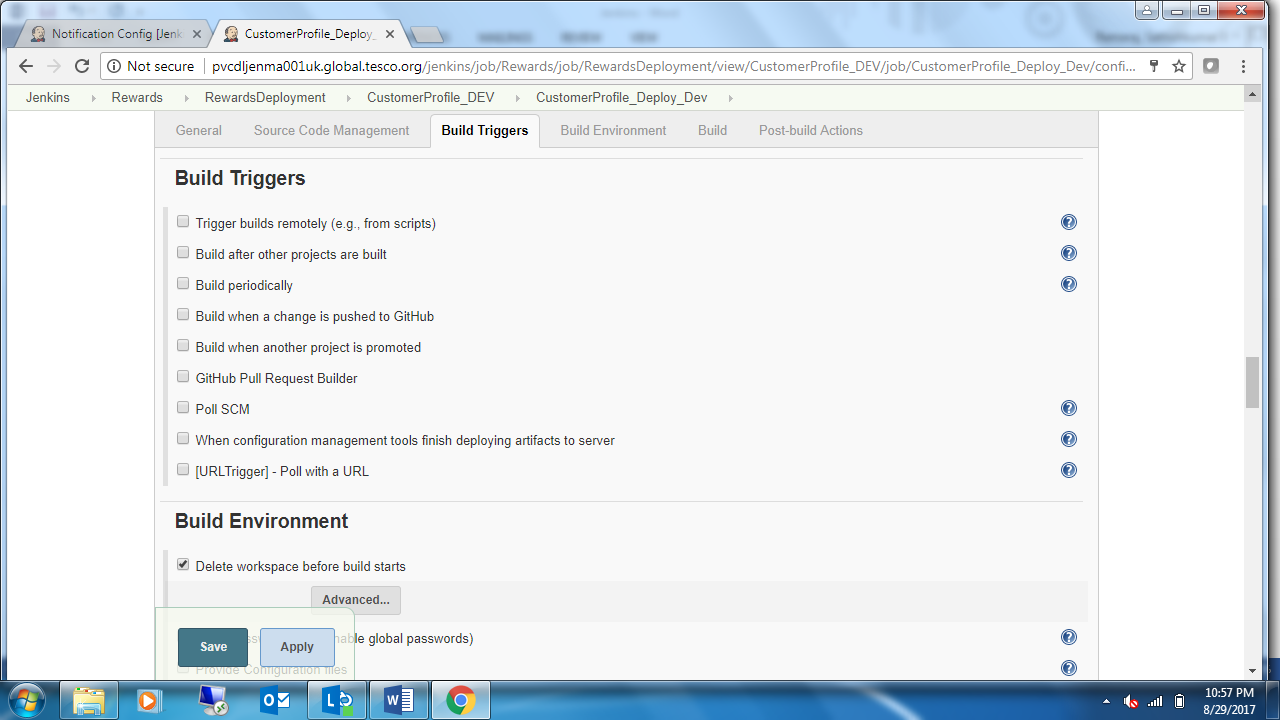 Notification Config [Jenk
CustomerProfile_Deploy_
Not secure
pvcdljenma001uk.global.tesco.org/jenkins/job/Rewards/job/RewardsDeployment/view/CustomerProfile_DEV/job/CustomerProfile_Deploy_Dev/confi...
Jenkins
Rewards
RewardsDeployment
CustomerProfile_DEV
CustomerProfile_Deploy_Dev
General
Source Code Management
Build Triggers
Build Environment
Build
Post-build Actions
Build Triggers
Trigger builds remotely (e.g., from scripts)
Build after other projects are built
Build periodically
Build when a change is pushed to GitHub
Build when another project is promoted
GitHub Pull Request Builder
Poll SCM
When configuration management tools finish deploying artifacts to server
[URLTrigger] - Poll with a URL
Build Environment
Delete workspace before build starts
Advanced...
global passwords)
Save
Apply
Provide Configuration files
10:57 PM
8/29/2017